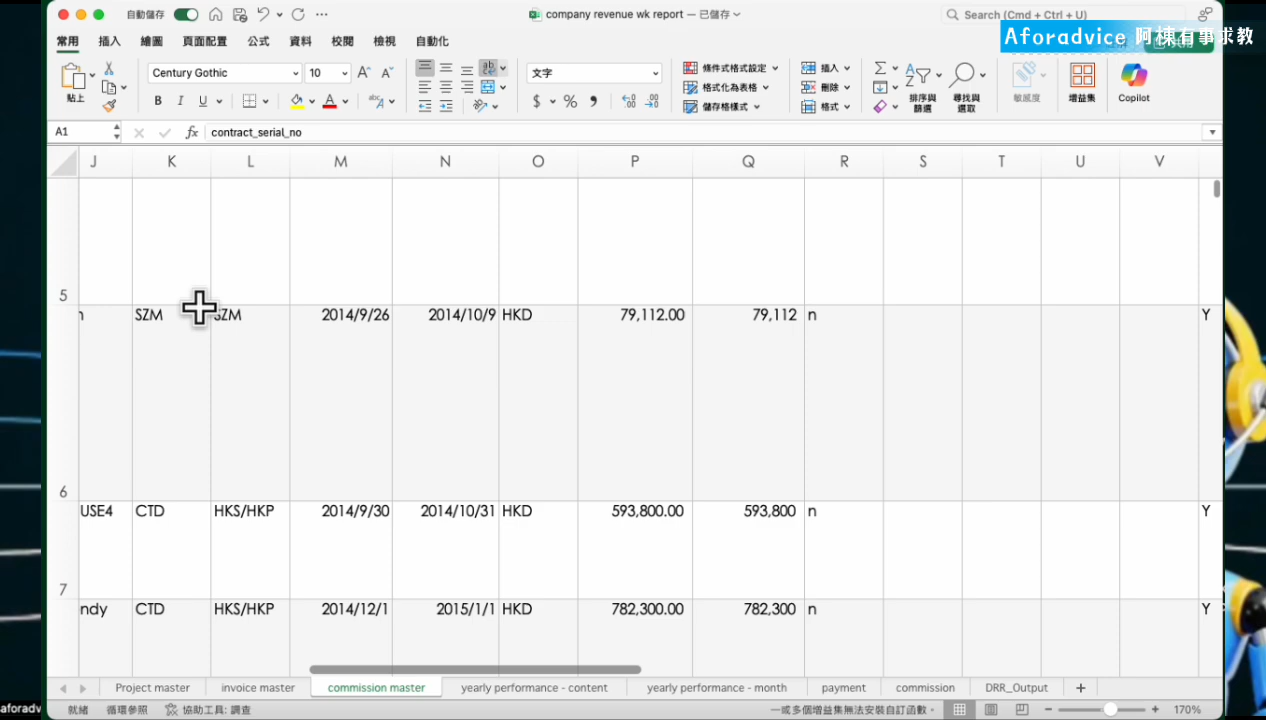 自動儲存
company revenue wk report — 已儲存
Search (Cmd + Ctrl + U)
Aforadvice 阿棟有事求教
常用 插入 繪圖 頁面配置 公式 資料 校閱 檢視 自動化
貼上
Century Gothic 10
B I U
文字
$ % 9
條件式格式設定
格式化為表格
儲存格樣式
插入
刪除
格式
排序與
篩選
尋找與
選取
敏感度
增益集
Copilot
A1 fx contract_serial_no
J K L M N O P Q R S T U V
5
SZM SZM 2014/9/26 2014/10/9 HKD 79,112.00 79,112 n Y
6
USE4 CTD HKS/HKP 2014/9/30 2014/10/31 HKD 593,800.00 593,800 n Y
7
ndy CTD HKS/HKP 2014/12/1 2015/1/1 HKD 782,300.00 782,300 n Y
Project master invoice master commission master yearly performance - content yearly performance - month payment commission DRR_Output +
就緒 循環參照 協助工具: 調查 一或多個增益集無法安裝自訂函數 170%
aforadv